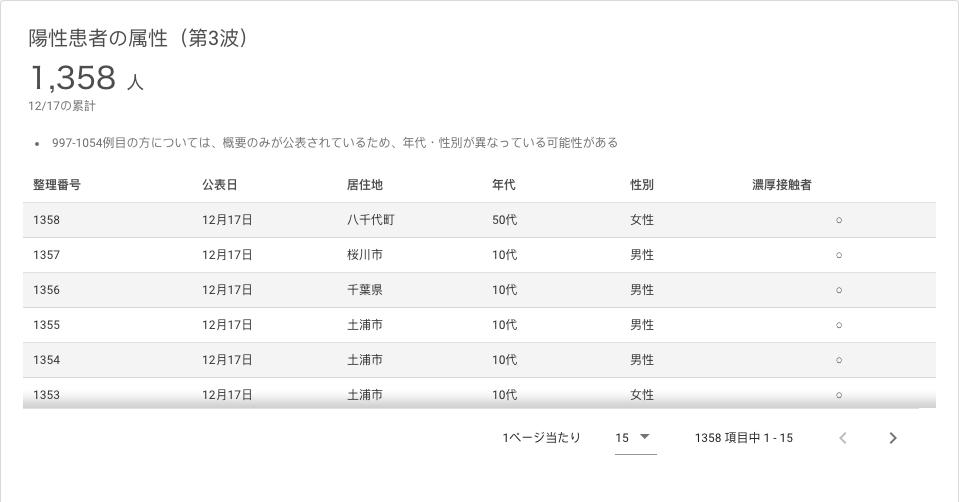 陽性患者の属性（第3波）
1,358 人
12/17の累計
• 997-1054例目の方については、概要のみが公表されているため、年代・性別が異なっている可能性がある
整理番号 公表日 居住地 年代 性別 濃厚接触者
1358 12月17日 八千代町 50代 女性 ○
1357 12月17日 桜川市 10代 男性 ○
1356 12月17日 千葉県 10代 男性 ○
1355 12月17日 土浦市 10代 男性 ○
1354 12月17日 土浦市 10代 男性 ○
1353 12月17日 土浦市 10代 女性 ○
1ページ当たり 15 1358 項目中 1 - 15